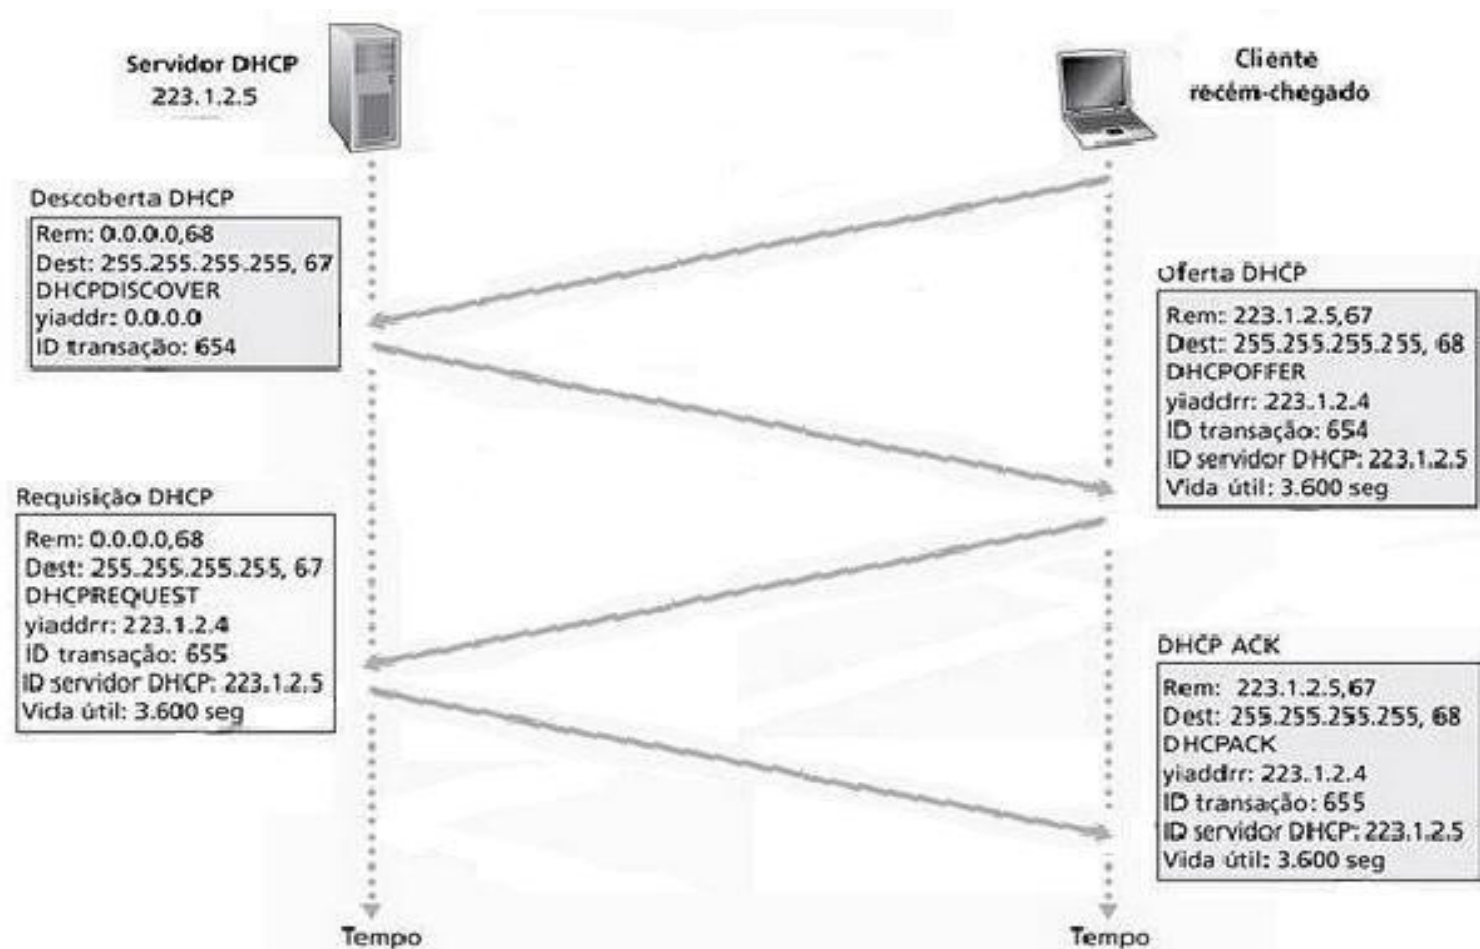 Servidor DHCP
223.1.2.5
Cliente
recém-chegado
Descoberta DHCP
Rem: 0.0.0.0,68
Dest: 255.255.255.255, 67
DHCPDISCOVER
yiaddr: 0.0.0.0
ID transação: 654
Oferta DHCP
Rem: 223.1.2.5,67
Dest: 255.255.255.255, 68
DHCPOFFER
yiaddrr: 223.1.2.4
ID transação: 654
ID servidor DHCP: 223.1.2.5
Vida útil: 3.600 seg
Requisição DHCP
Rem: 0.0.0.0,68
Dest: 255.255.255.255, 67
DHCPREQUEST
yiaddrr: 223.1.2.4
ID transação: 655
ID servidor DHCP: 223.1.2.5
Vida útil: 3.600 seg
DHCP ACK
Rem: 223.1.2.5,67
Dest: 255.255.255.255, 68
DHCPACK
yiaddrr: 223.1.2.4
ID transação: 655
ID servidor DHCP: 223.1.2.5
Vida útil: 3.600 seg
Tempo
Tempo